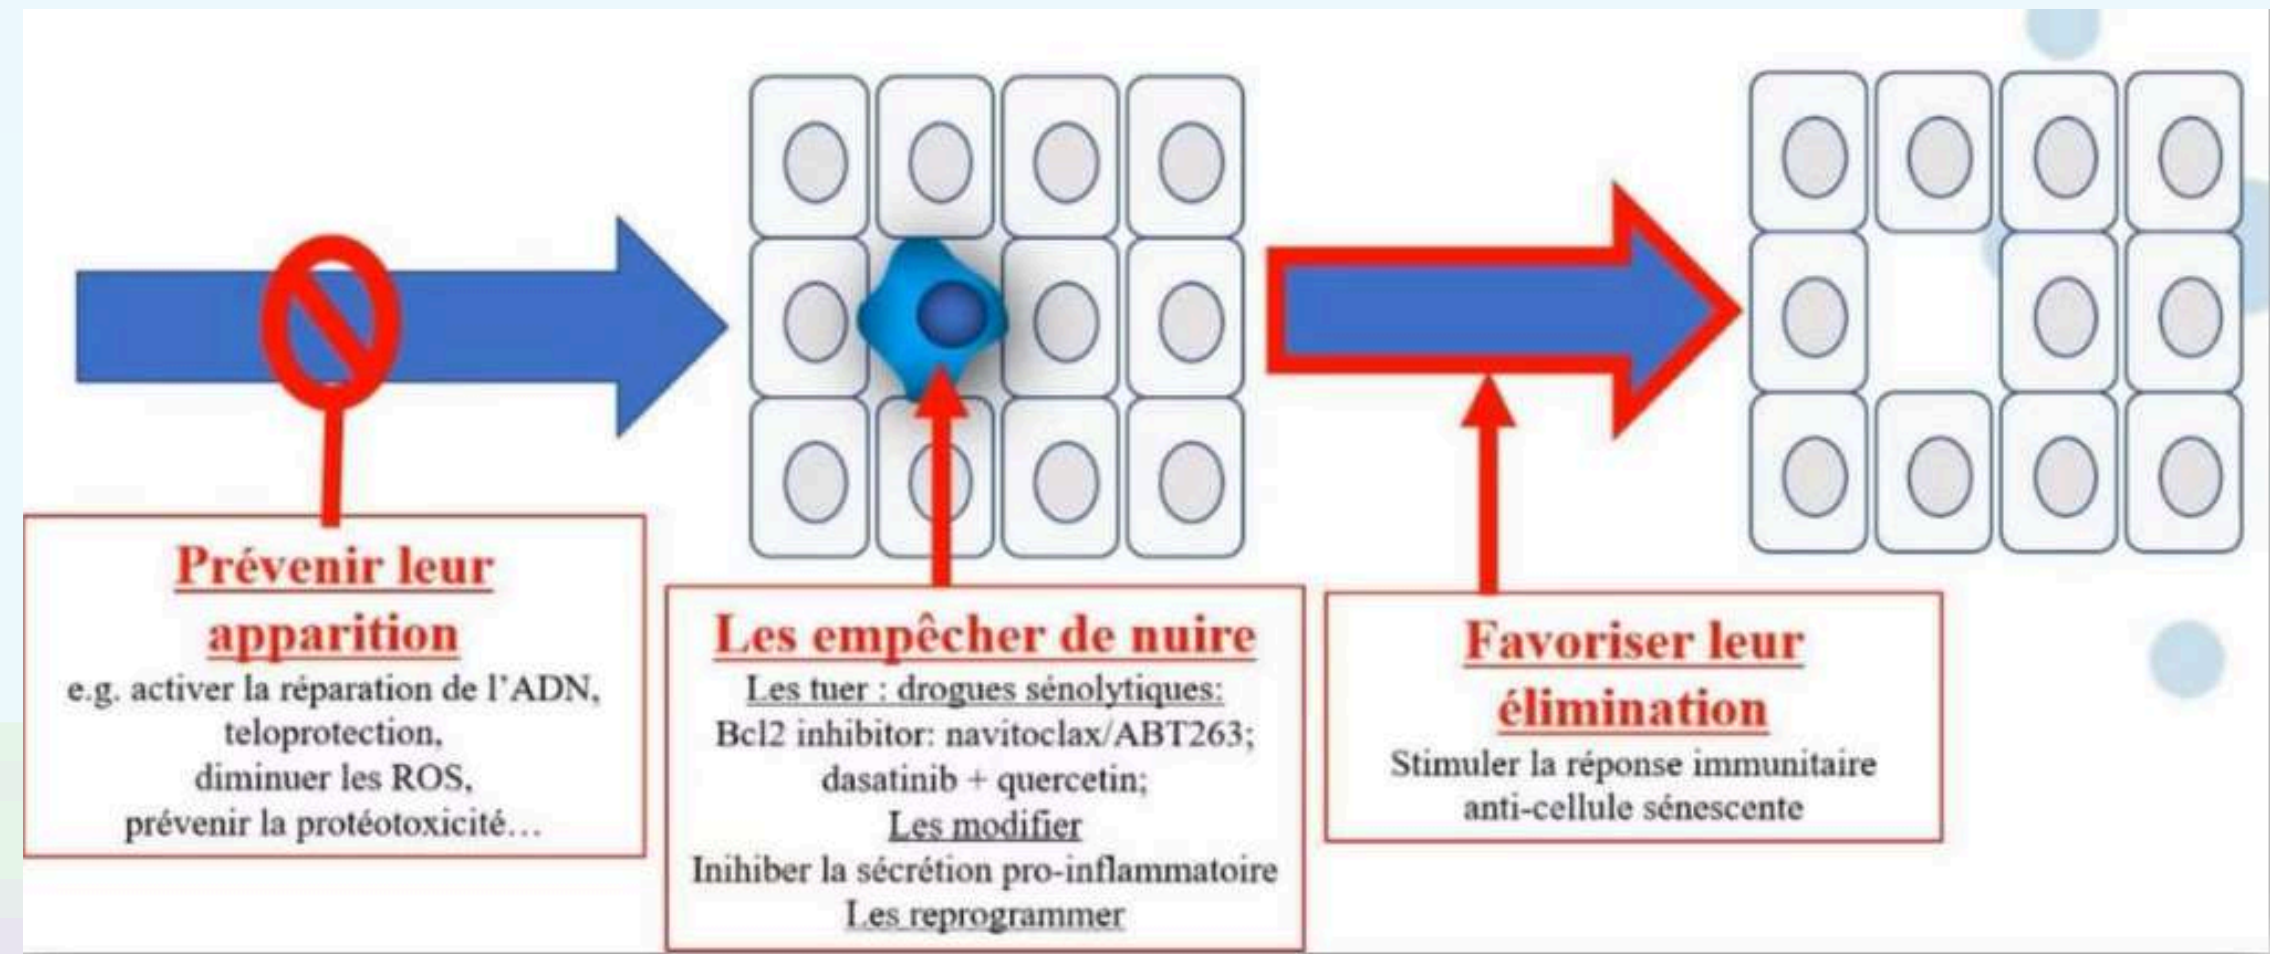 Prévenir leur
apparition
e.g. activer la réparation de l’ADN,
teloprotection,
diminuer les ROS,
prévenir la protéotoxicité…
Les empêcher de nuire
Les tuer : drogues sénolytiques:
Bcl2 inhibitor: navitoclax/ABT263;
dasatinib + quercetin;
Les modifier
Inihiber la sécrétion pro-inflammatoire
Les reprogrammer
Favoriser leur
élimination
Stimuler la réponse immunitaire
anti-cellule sénescente